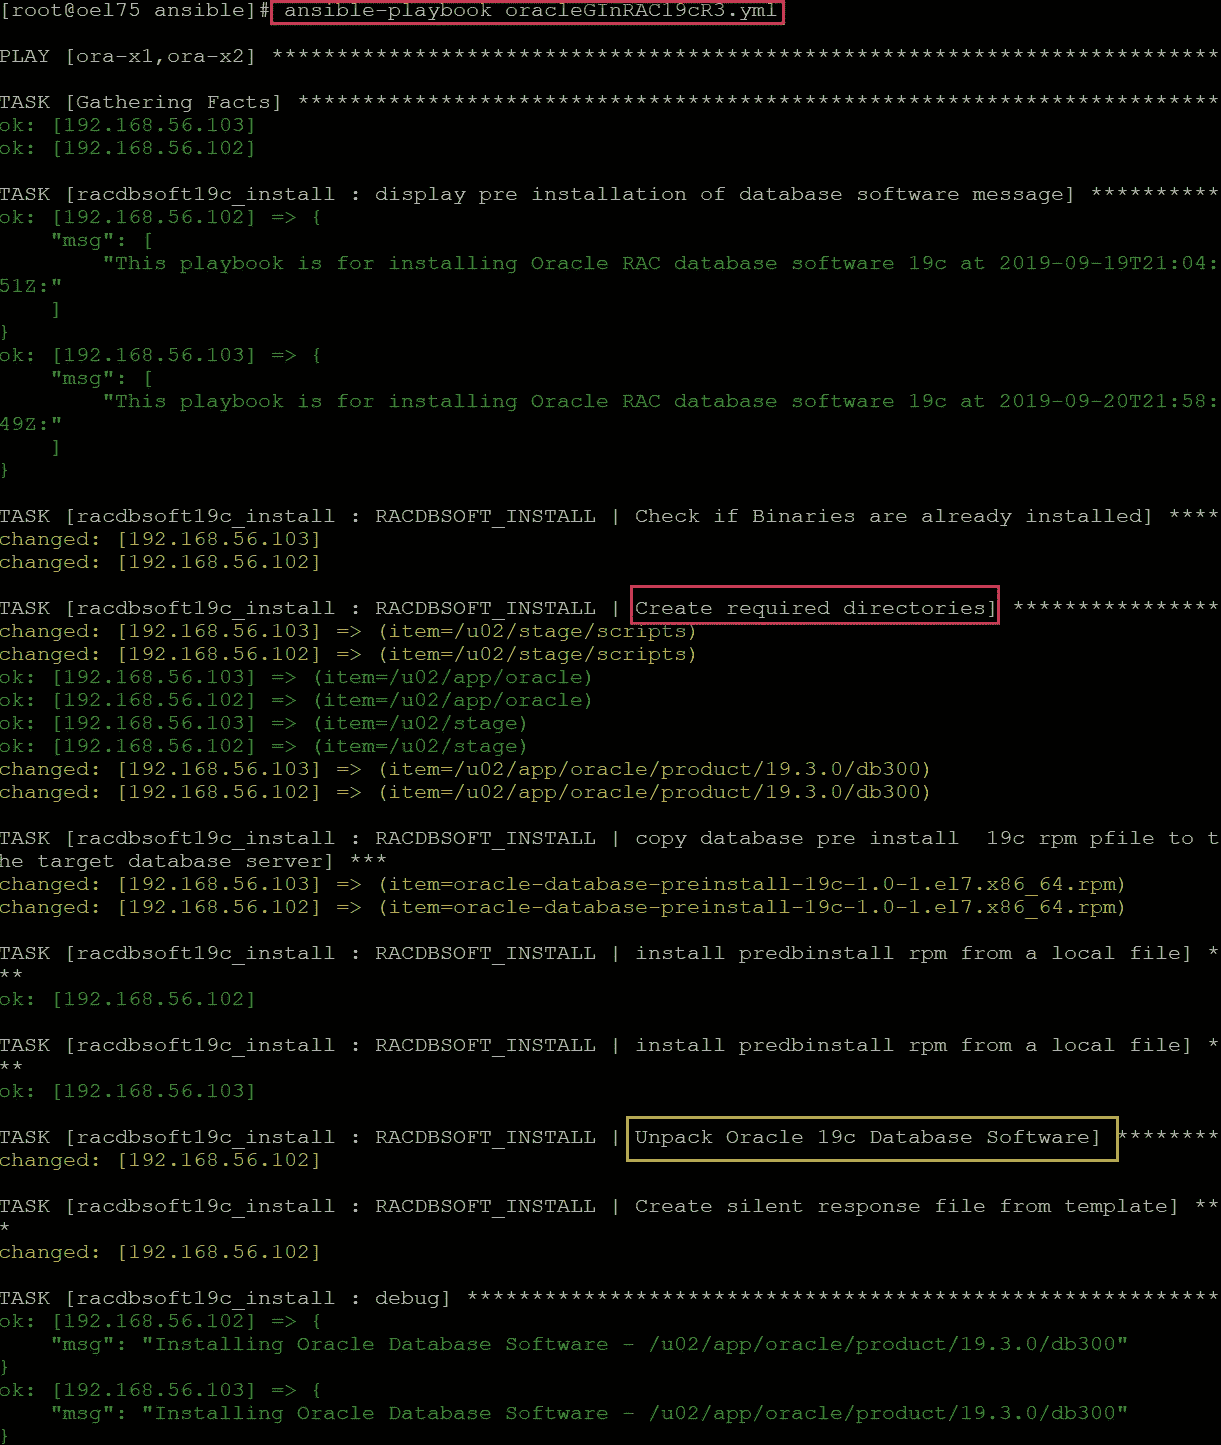 [root@oel75 ansible]# ansible-playbook oracleGInRAC19cR3.yml
PLAY [ora-x1,ora-x2] *************************************************************************
TASK [Gathering Facts] ***********************************************************************
ok: [192.168.56.103]
ok: [192.168.56.102]
TASK [racdbsoft19c_install : display pre installation of database software message] **********
ok: [192.168.56.102] => {
    "msg": [
        "This playbook is for installing Oracle RAC database software 19c at 2019-09-19T21:04:
51Z:"
    ]
}
ok: [192.168.56.103] => {
    "msg": [
        "This playbook is for installing Oracle RAC database software 19c at 2019-09-20T21:58:
49Z:"
    ]
}
TASK [racdbsoft19c_install : RACDBSOFT_INSTALL | Check if Binaries are already installed] ****
changed: [192.168.56.103]
changed: [192.168.56.102]
TASK [racdbsoft19c_install : RACDBSOFT_INSTALL | Create required directories] ****************
changed: [192.168.56.103] => (item=/u02/stage/scripts)
changed: [192.168.56.102] => (item=/u02/stage/scripts)
ok: [192.168.56.103] => (item=/u02/app/oracle)
ok: [192.168.56.102] => (item=/u02/app/oracle)
ok: [192.168.56.103] => (item=/u02/stage)
ok: [192.168.56.102] => (item=/u02/stage)
changed: [192.168.56.103] => (item=/u02/app/oracle/product/19.3.0/db300)
changed: [192.168.56.102] => (item=/u02/app/oracle/product/19.3.0/db300)
TASK [racdbsoft19c_install : RACDBSOFT_INSTALL | copy database pre install  19c rpm pfile to t
he target database server] ***
changed: [192.168.56.103] => (item=oracle-database-preinstall-19c-1.0-1.el7.x86_64.rpm)
changed: [192.168.56.102] => (item=oracle-database-preinstall-19c-1.0-1.el7.x86_64.rpm)
TASK [racdbsoft19c_install : RACDBSOFT_INSTALL | install predbinstall rpm from a local file] *
**
ok: [192.168.56.102]
TASK [racdbsoft19c_install : RACDBSOFT_INSTALL | install predbinstall rpm from a local file] *
**
ok: [192.168.56.103]
TASK [racdbsoft19c_install : RACDBSOFT_INSTALL | Unpack Oracle 19c Database Software] ********
changed: [192.168.56.102]
TASK [racdbsoft19c_install : RACDBSOFT_INSTALL | Create silent response file from template] **
*
changed: [192.168.56.102]
TASK [racdbsoft19c_install : debug] **********************************************************
ok: [192.168.56.102] => {
    "msg": "Installing Oracle Database Software - /u02/app/oracle/product/19.3.0/db300"
}
ok: [192.168.56.103] => {
    "msg": "Installing Oracle Database Software - /u02/app/oracle/product/19.3.0/db300"
}